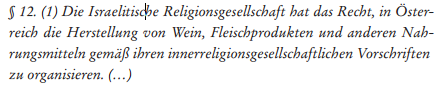 § 12. (1) Die Israelitische Religionsgesellschaft hat das Recht, in Öster-
reich die Herstellung von Wein, Fleischprodukten und anderen Nah-
rungsmitteln gemäß ihren innerreligionsgesellschaftlichen Vorschriften
zu organisieren. (…)